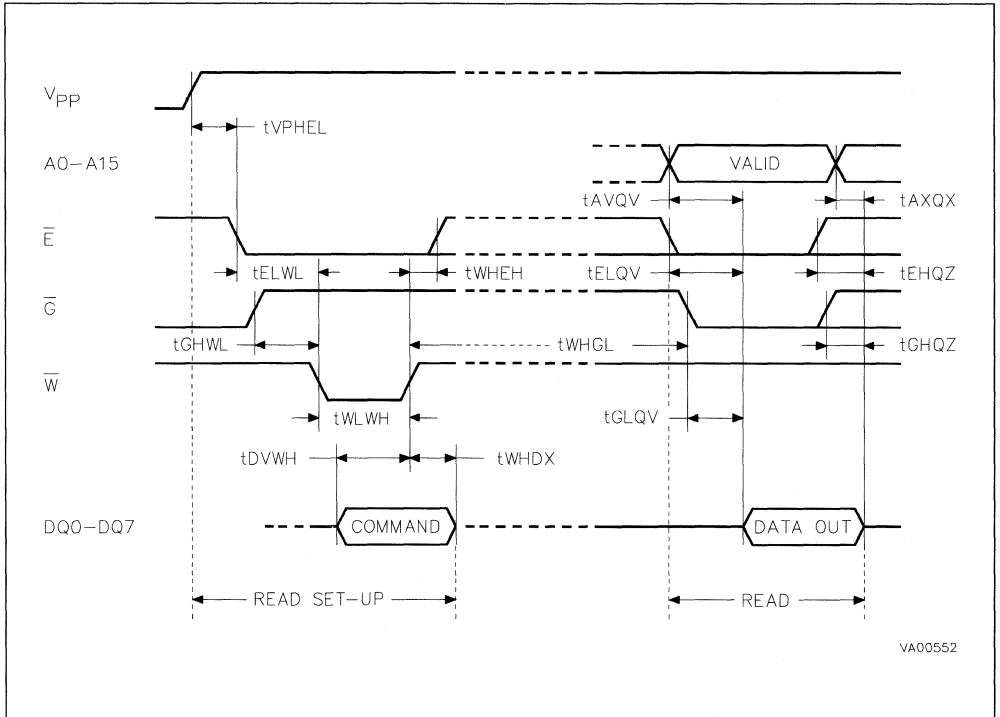 VPP
tVPHEL
A0–A15
VALID
tAVQV
tAXQX
E
tELWL
tWHEH
tELQV
tEHQZ
G
tGHWL
tWHGL
tGHQZ
W
tWLWH
tGLQV
tDVWH
tWHDX
DQ0–DQ7
COMMAND
DATA OUT
READ SET-UP
READ
VA00552